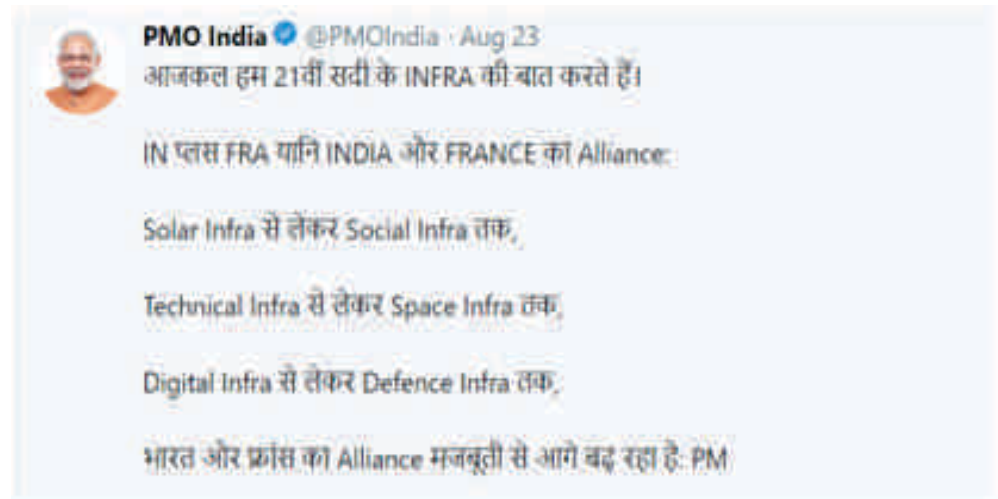 PMO India @PMOIndia · Aug 23
आजकल हम 21वीं सदी के INFRA की बात करते हैं।
IN प्लस FRA यानि INDIA और FRANCE का Alliance:
Solar Infra से लेकर Social Infra तक,
Technical Infra से लेकर Space Infra तक,
Digital Infra से लेकर Defence Infra तक,
भारत और फ्रांस का Alliance मजबूती से आगे बढ़ रहा है: PM